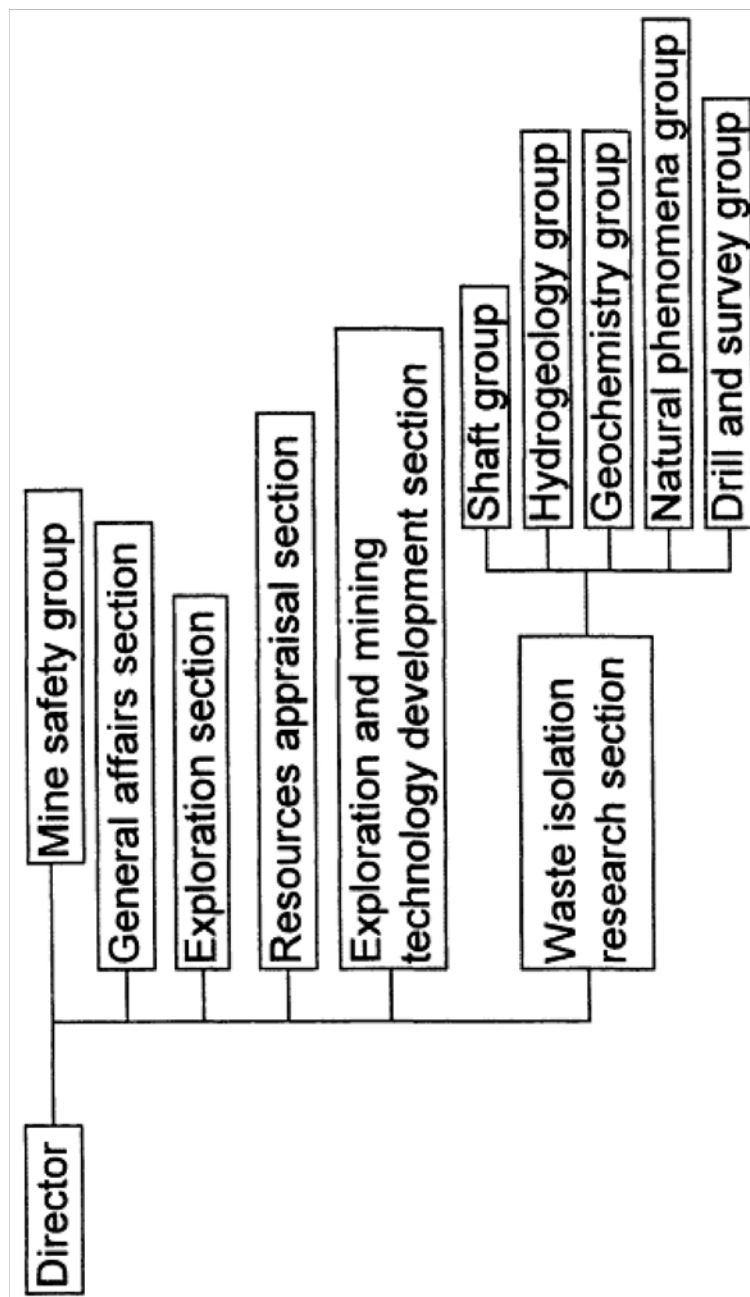 Director
Mine safety group
General affairs section
Exploration section
Resources appraisal section
Exploration and mining
technology development section
Waste isolation
research section
Shaft group
Hydrogeology group
Geochemistry group
Natural phenomena group
Drill and survey group